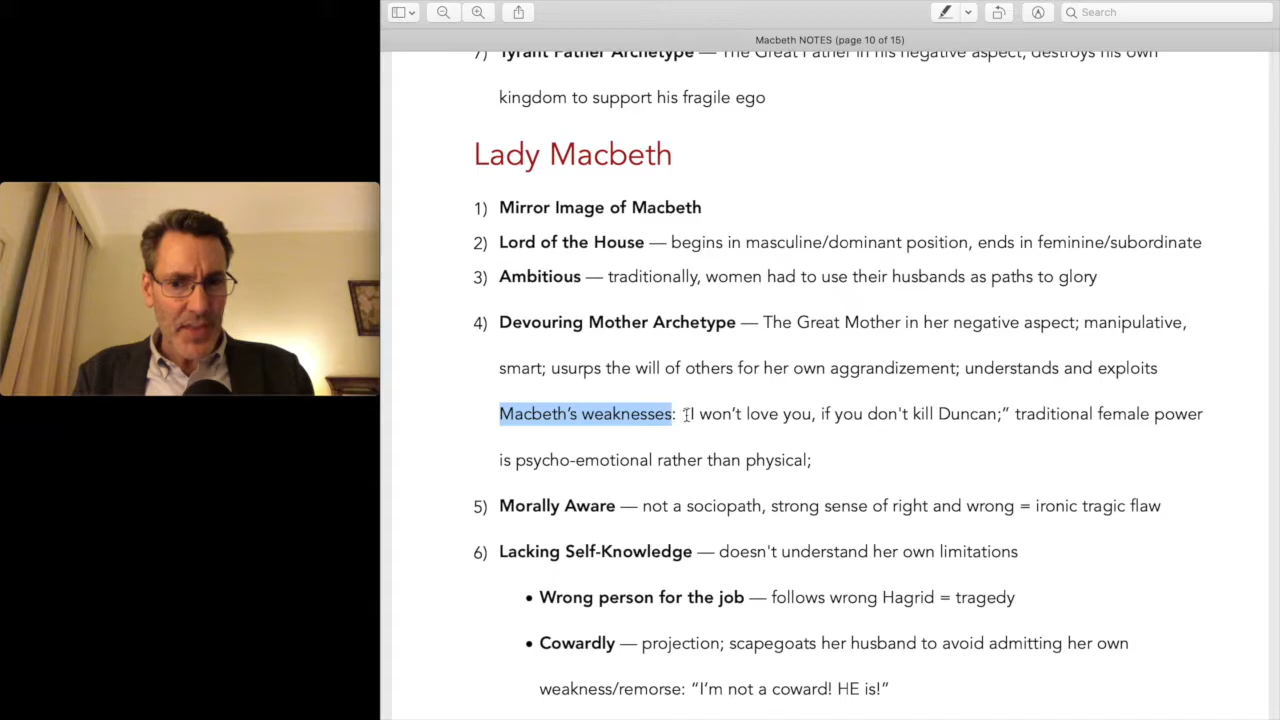 Search
Macbeth NOTES (page 10 of 15)
7) Tyrant Father Archetype — The Great Father in his negative aspect, destroys his own
kingdom to support his fragile ego
Lady Macbeth
1) Mirror Image of Macbeth
2) Lord of the House — begins in masculine/dominant position, ends in feminine/subordinate
3) Ambitious — traditionally, women had to use their husbands as paths to glory
4) Devouring Mother Archetype — The Great Mother in her negative aspect; manipulative,
smart; usurps the will of others for her own aggrandizement; understands and exploits
Macbeth’s weaknesses: “I won’t love you, if you don't kill Duncan;” traditional female power
is psycho-emotional rather than physical;
5) Morally Aware — not a sociopath, strong sense of right and wrong = ironic tragic flaw
6) Lacking Self-Knowledge — doesn't understand her own limitations
• Wrong person for the job — follows wrong Hagrid = tragedy
• Cowardly — projection; scapegoats her husband to avoid admitting her own
weakness/remorse: “I’m not a coward! HE is!”